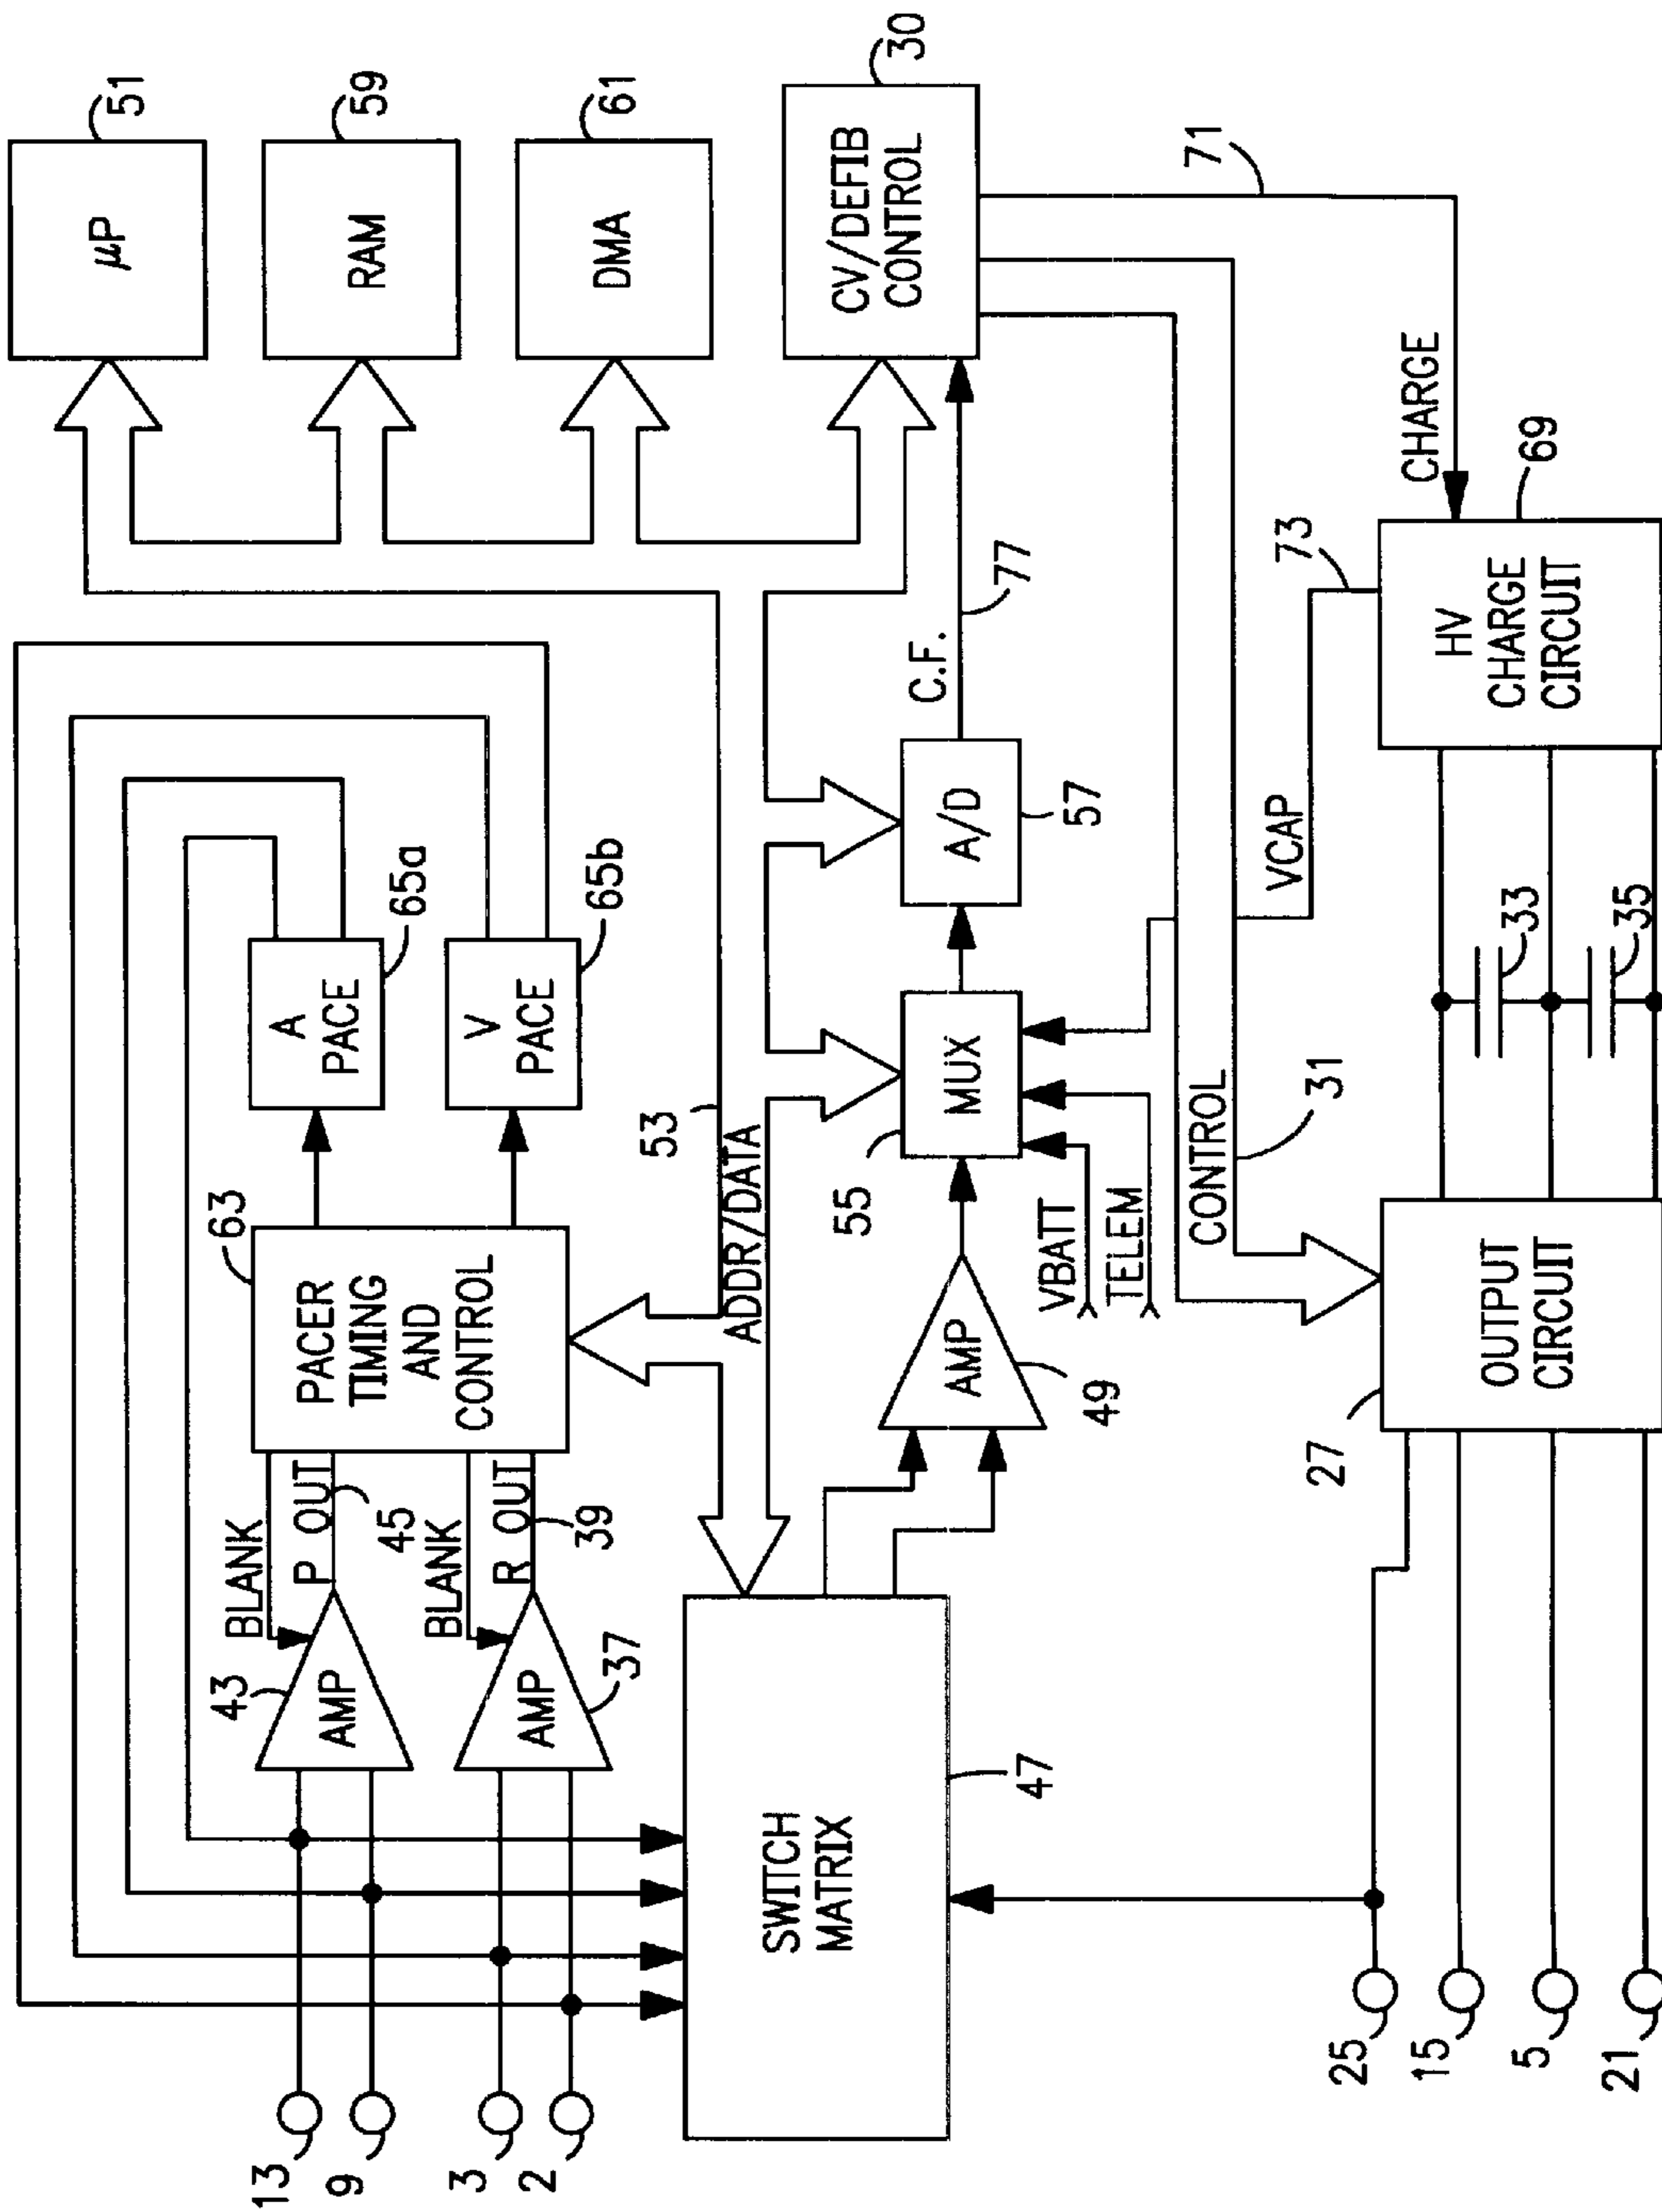 µP
51
RAM
59
DMA
61
CV/DEFIB
CONTROL
30
71
CHARGE
HV
CHARGE
CIRCUIT
69
73
VCAP
C.F.
77
A/D
57
MUX
55
VBATT
TELEM
AMP
49
CONTROL
31
33
35
OUTPUT
CIRCUIT
27
53
ADDR/DATA
A
PACE
65a
V
PACE
65b
PACER
TIMING
AND
CONTROL
63
BLANK
P OUT
45
BLANK
R OUT
39
AMP
43
AMP
37
SWITCH
MATRIX
47
13
9
3
2
25
15
5
21